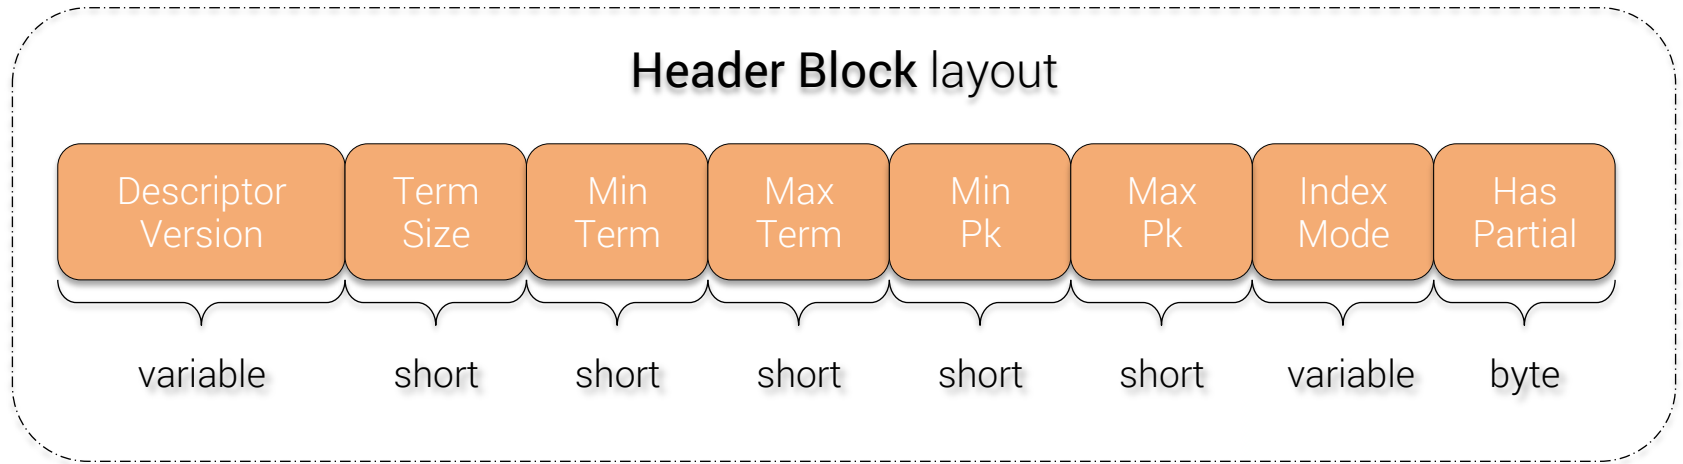 Header Block layout
Descriptor
Version
Term
Size
Min
Term
Max
Term
Min
Pk
Max
Pk
Index
Mode
Has
Partial
variable
short
short
short
short
short
variable
byte